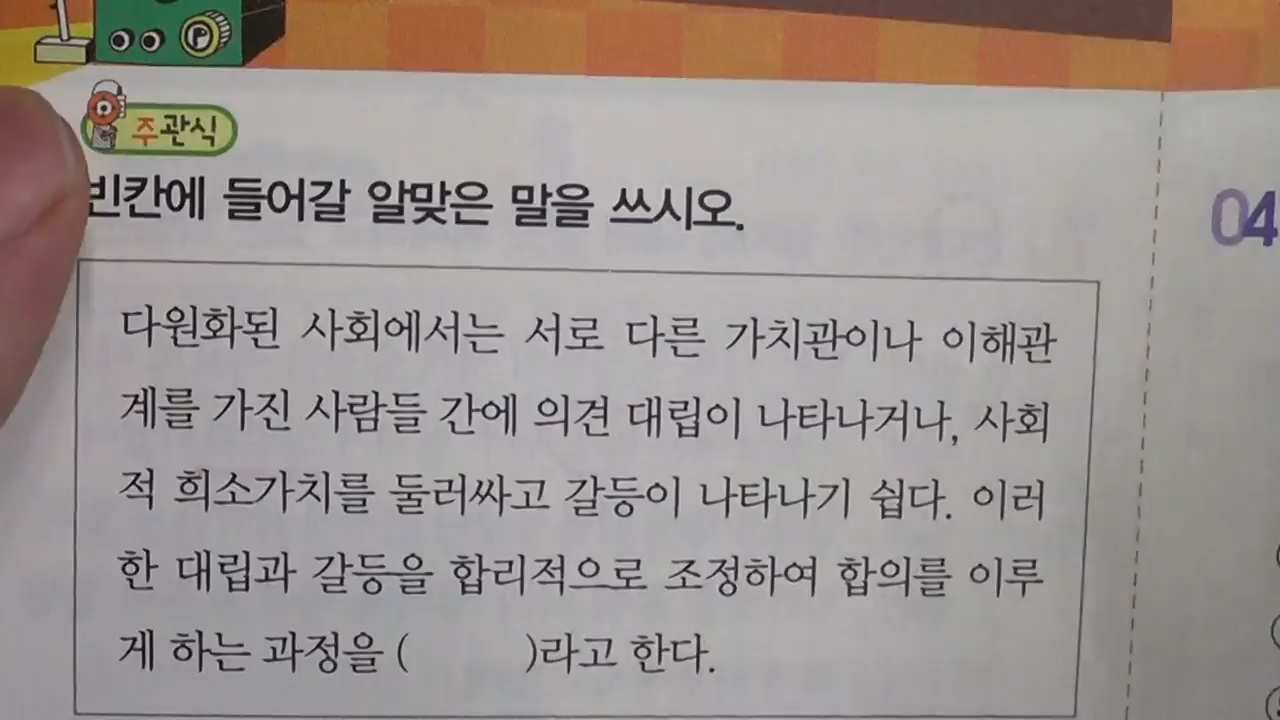 주관식
빈칸에 들어갈 알맞은 말을 쓰시오.
다원화된 사회에서는 서로 다른 가치관이나 이해관
계를 가진 사람들 간에 의견 대립이 나타나거나, 사회
적 희소가치를 둘러싸고 갈등이 나타나기 쉽다. 이러
한 대립과 갈등을 합리적으로 조정하여 합의를 이루
게 하는 과정을 (          )라고 한다.
04